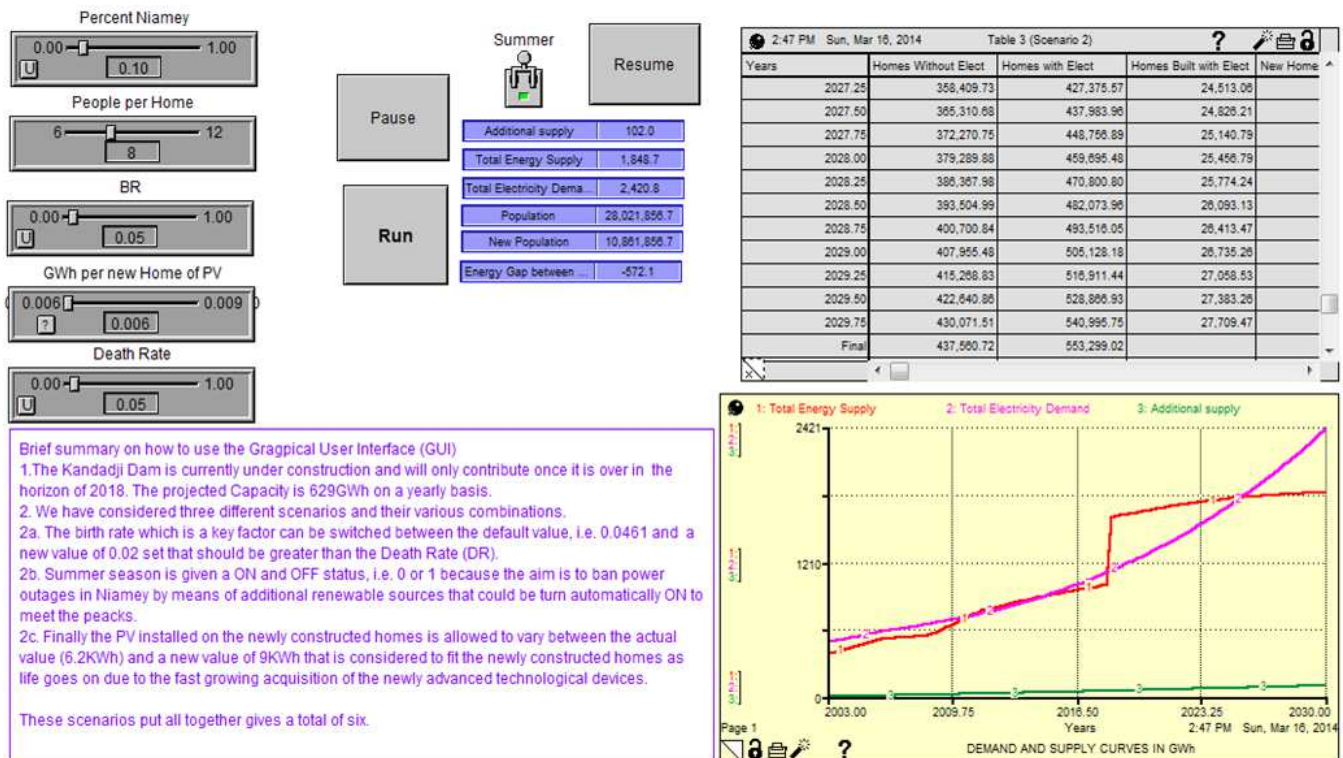 Percent Niamey
0.00 1.00
U 0.10
People per Home
6 12
8
BR
0.00 1.00
U 0.05
GWh per new Home of PV
0.006 0.009
? 0.006
Death Rate
0.00 1.00
U 0.05
Pause
Run
Summer
Resume
Additional supply 102.0
Total Energy Supply 1,848.7
Total Electricity Dema... 2,420.8
Population 28,021,856.7
New Population 10,861,856.7
Energy Gap between ... -572.1
2:47 PM Sun, Mar 16, 2014 Table 3 (Scenario 2) ?
Years Homes Without Elect Homes with Elect Homes Built with Elect New Home
2027.25 358,409.73 427,375.57 24,513.06
2027.50 365,310.68 437,983.96 24,826.21
2027.75 372,270.75 448,756.89 25,140.79
2028.00 379,289.88 459,695.48 25,456.79
2028.25 386,367.98 470,800.80 25,774.24
2028.50 393,504.99 482,073.96 26,093.13
2028.75 400,700.84 493,516.05 26,413.47
2029.00 407,955.48 505,128.18 26,735.26
2029.25 415,268.83 516,911.44 27,058.53
2029.50 422,640.86 528,866.93 27,383.26
2029.75 430,071.51 540,995.75 27,709.47
Final 437,560.72 553,299.02
Brief summary on how to use the Gragpical User Interface (GUI)
1.The Kandadji Dam is currently under construction and will only contribute once it is over in the
horizon of 2018. The projected Capacity is 629GWh on a yearly basis.
2. We have considered three different scenarios and their various combinations.
2a. The birth rate which is a key factor can be switched between the default value, i.e. 0.0461 and a
new value of 0.02 set that should be greater than the Death Rate (DR).
2b. Summer season is given a ON and OFF status, i.e. 0 or 1 because the aim is to ban power
outages in Niamey by means of additional renewable sources that could be turn automatically ON to
meet the peacks.
2c. Finally the PV installed on the newly constructed homes is allowed to vary between the actual
value (6.2KWh) and a new value of 9KWh that is considered to fit the newly constructed homes as
life goes on due to the fast growing acquisition of the newly advanced technological devices.
These scenarios put all together gives a total of six.
1: Total Energy Supply 2: Total Electricity Demand 3: Additional supply
1:
2:
3:
2421
1:
2:
3:
1210
1:
2:
3:
0
2003.00 2009.75 2016.50 2023.25 2030.00
Page 1 Years 2:47 PM Sun, Mar 16, 2014
? DEMAND AND SUPPLY CURVES IN GWh